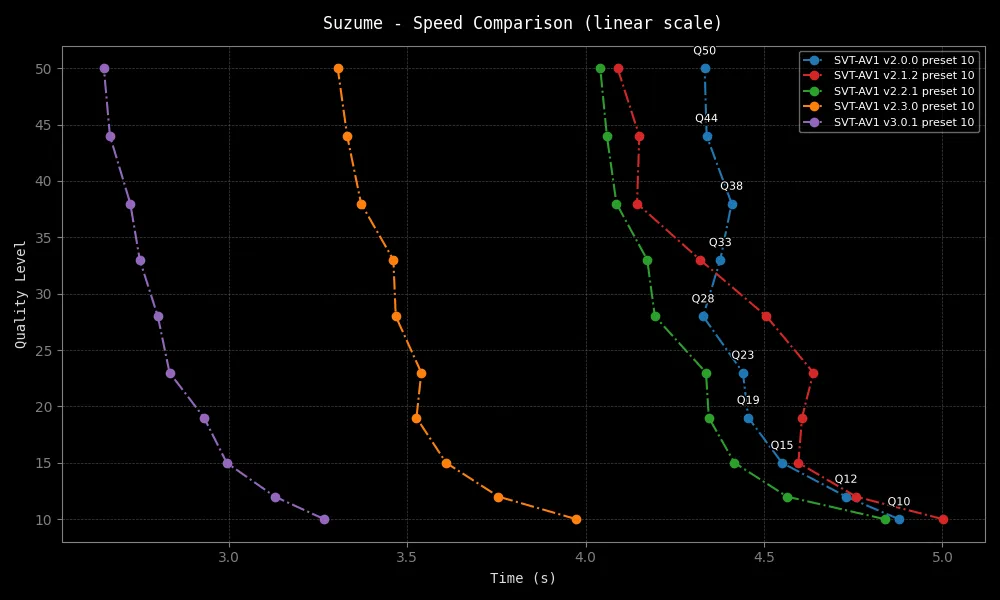 Suzume - Speed Comparison (linear scale)
SVT-AV1 v2.0.0 preset 10
SVT-AV1 v2.1.2 preset 10
SVT-AV1 v2.2.1 preset 10
SVT-AV1 v2.3.0 preset 10
SVT-AV1 v3.0.1 preset 10
Quality Level
50
45
40
35
30
25
20
15
10
Q50
Q44
Q38
Q33
Q28
Q23
Q19
Q15
Q12
Q10
3.0 3.5 4.0 4.5 5.0
Time (s)